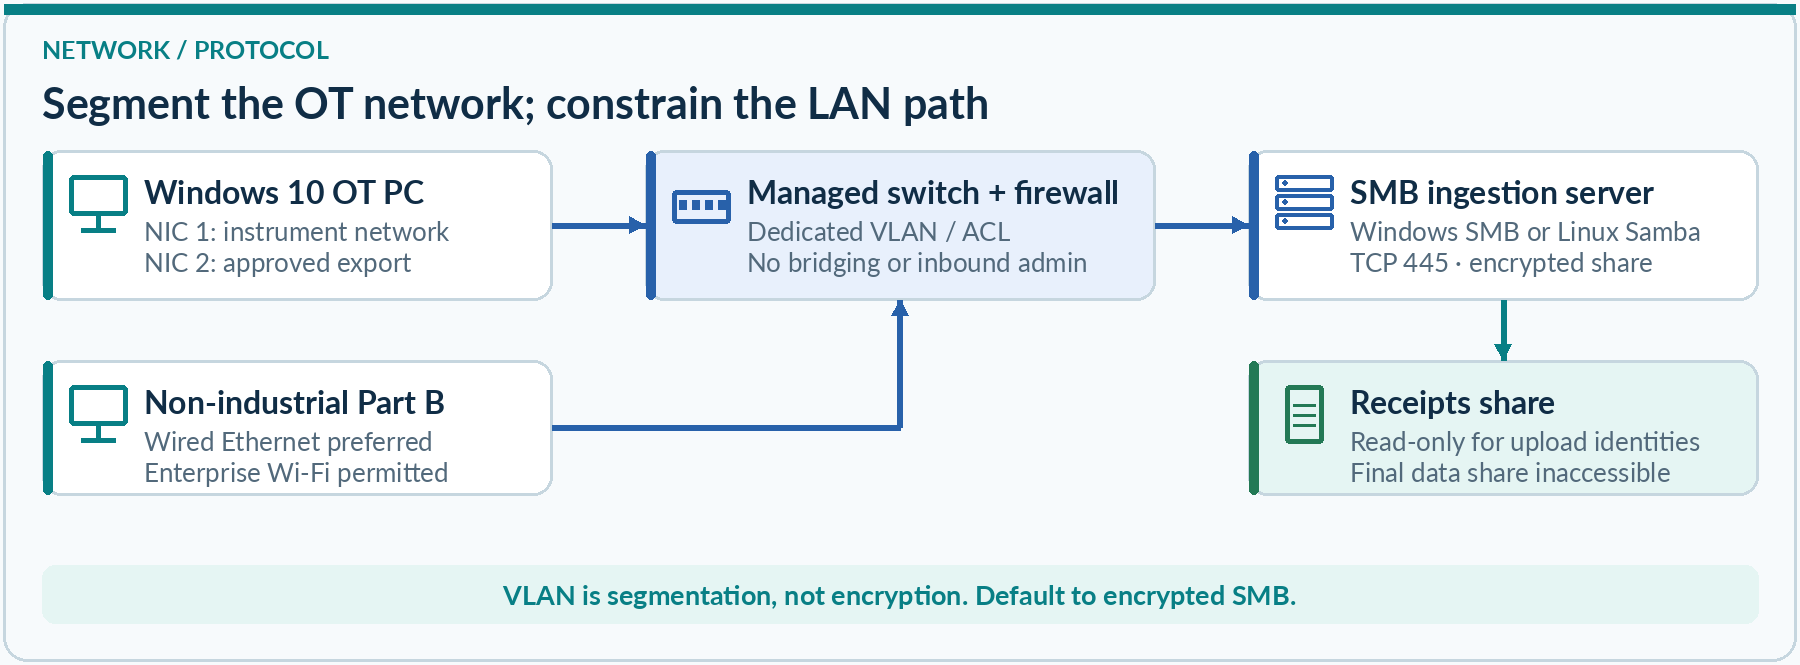 NETWORK / PROTOCOL
Segment the OT network; constrain the LAN path
Windows 10 OT PC
NIC 1: instrument network
NIC 2: approved export
Managed switch + firewall
Dedicated VLAN / ACL
No bridging or inbound admin
SMB ingestion server
Windows SMB or Linux Samba
TCP 445 · encrypted share
Non-industrial Part B
Wired Ethernet preferred
Enterprise Wi-Fi permitted
Receipts share
Read-only for upload identities
Final data share inaccessible
VLAN is segmentation, not encryption. Default to encrypted SMB.